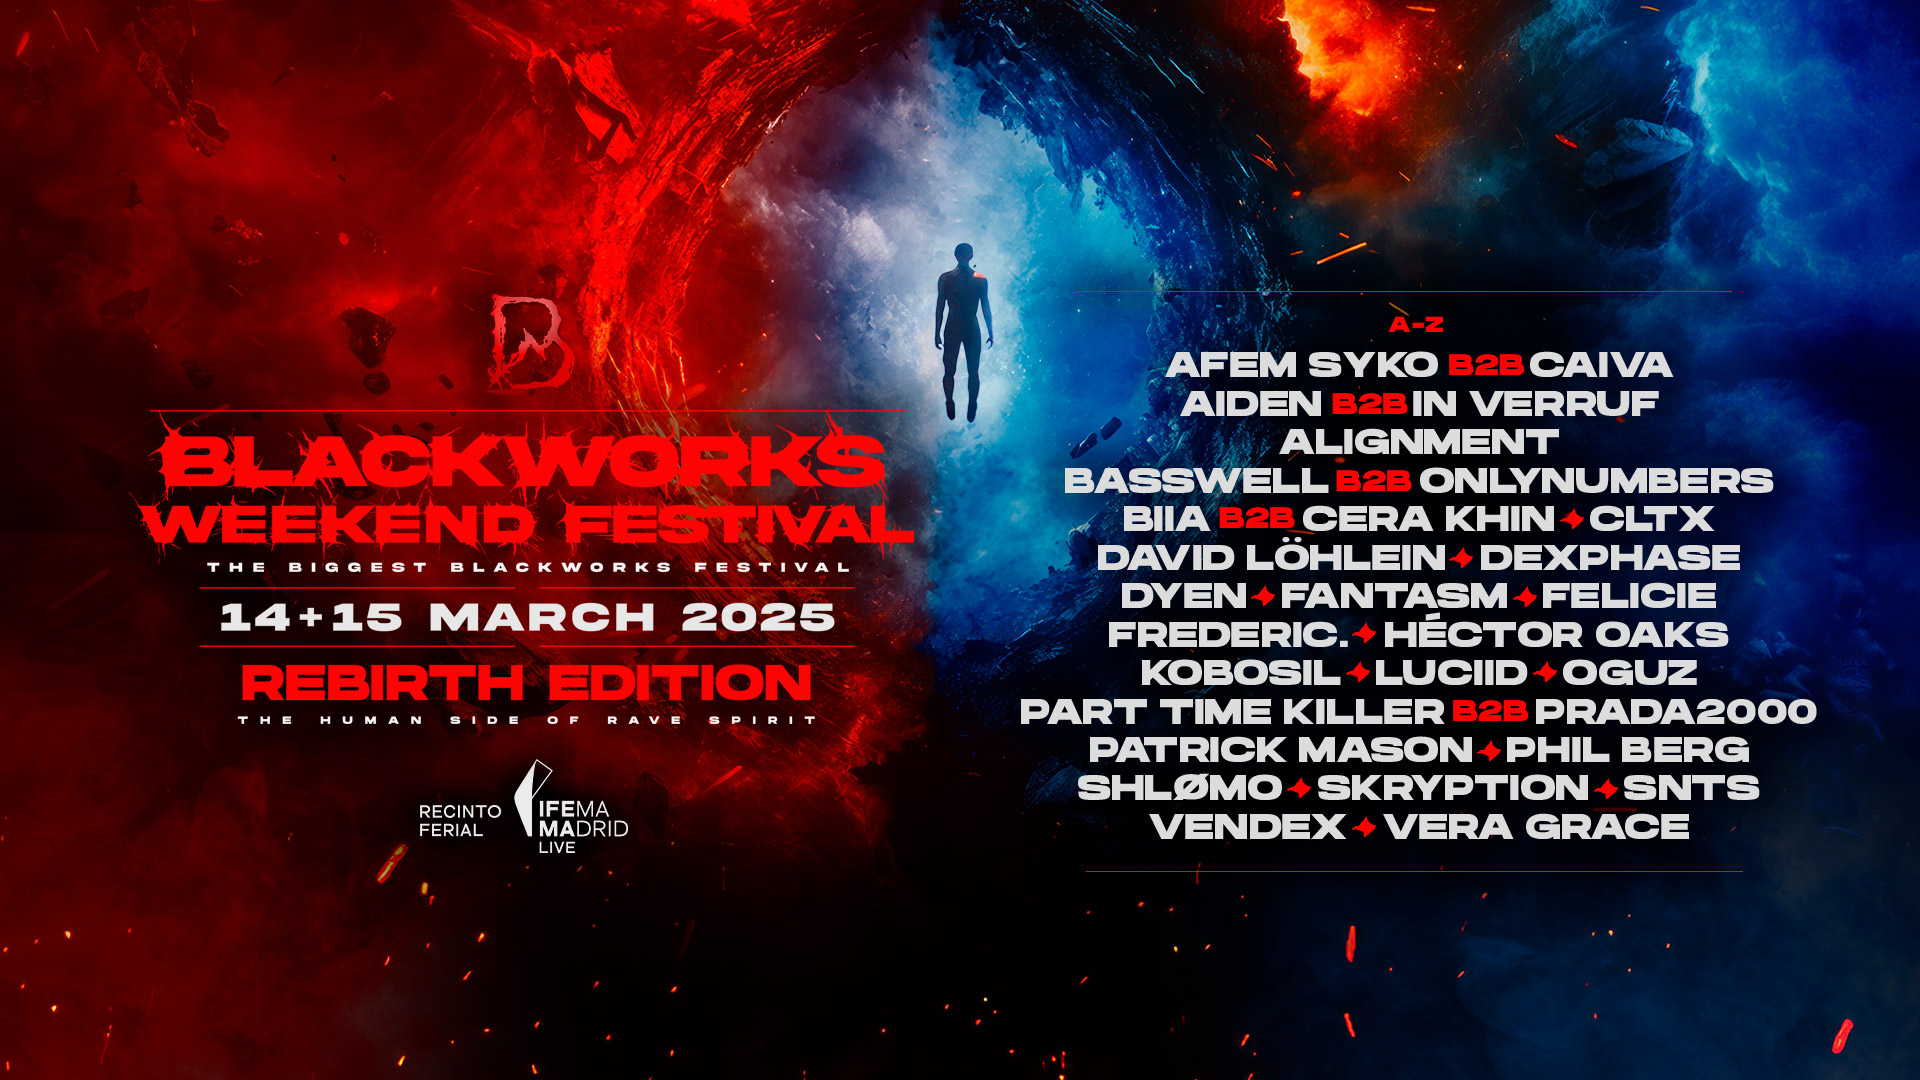 B
BLACKWORKS
WEEKEND FESTIVAL
THE BIGGEST BLACKWORKS FESTIVAL
14+15 MARCH 2025
REBIRTH EDITION
THE HUMAN SIDE OF RAVE SPIRIT
RECINTO
FERIAL
IFEMA
MADRID
LIVE
A-Z
AFEM SYKO B2B CAIVA
AIDEN B2B IN VERRUF
ALIGNMENT
BASSWELL B2B ONLYNUMBERS
BIIA B2B CERA KHIN ✦ CLTX
DAVID LÖHLEIN ✦ DEXPHASE
DYEN ✦ FANTASM ✦ FELICIE
FREDERIC. ✦ HÉCTOR OAKS
KOBOSIL ✦ LUCIID ✦ OGUZ
PART TIME KILLER B2B PRADA2000
PATRICK MASON ✦ PHIL BERG
SHLØMO ✦ SKRYPTION ✦ SNTS
VENDEX ✦ VERA GRACE